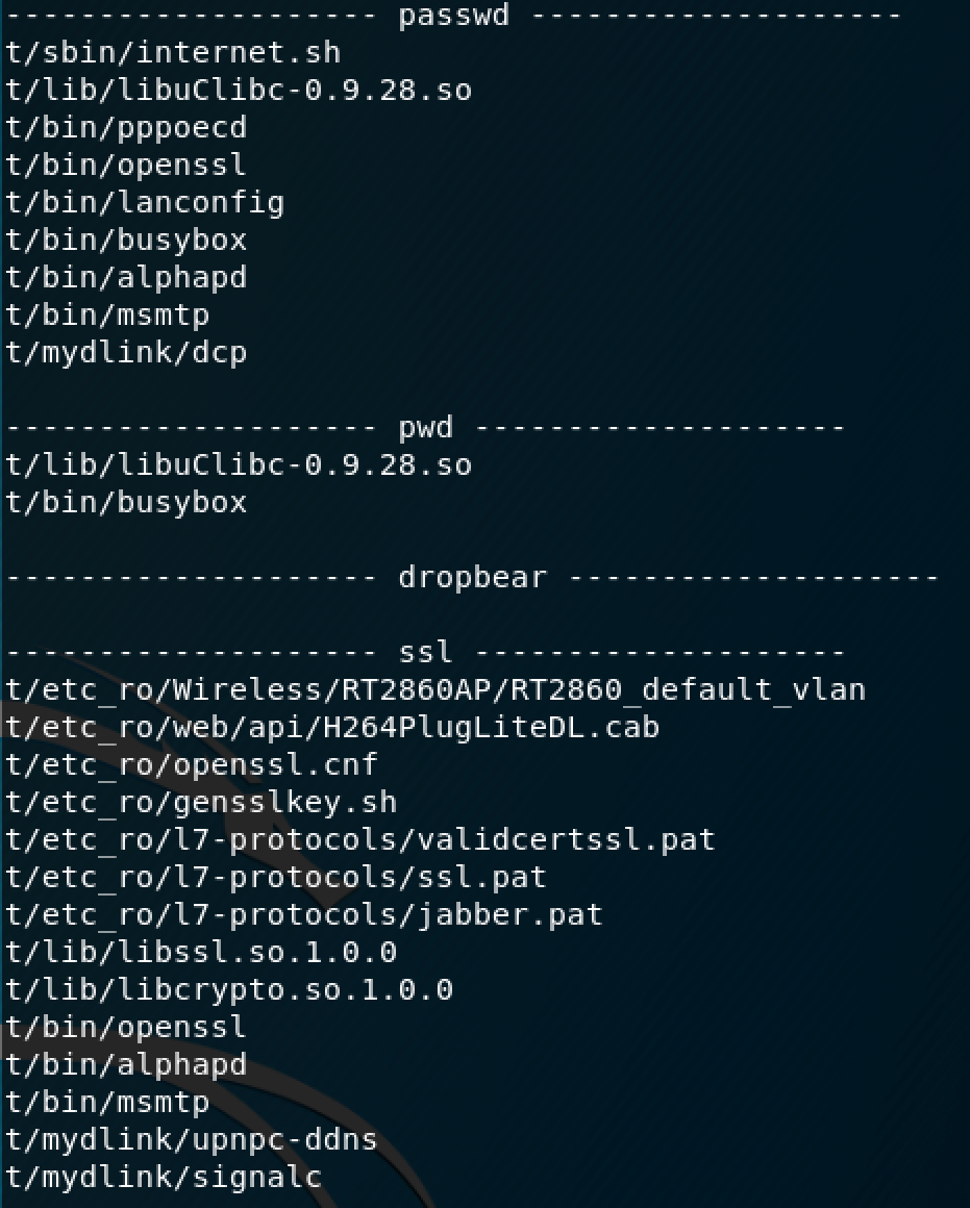 -------------------- passwd --------------------
t/sbin/internet.sh
t/lib/libuClibc-0.9.28.so
t/bin/pppoecd
t/bin/openssl
t/bin/lanconfig
t/bin/busybox
t/bin/alphapd
t/bin/msmtp
t/mydlink/dcp
-------------------- pwd --------------------
t/lib/libuClibc-0.9.28.so
t/bin/busybox
-------------------- dropbear --------------------
-------------------- ssl --------------------
t/etc_ro/Wireless/RT2860AP/RT2860_default_vlan
t/etc_ro/web/api/H264PlugLiteDL.cab
t/etc_ro/openssl.cnf
t/etc_ro/gensslkey.sh
t/etc_ro/l7-protocols/validcertssl.pat
t/etc_ro/l7-protocols/ssl.pat
t/etc_ro/l7-protocols/jabber.pat
t/lib/libssl.so.1.0.0
t/lib/libcrypto.so.1.0.0
t/bin/openssl
t/bin/alphapd
t/bin/msmtp
t/mydlink/upnpc-ddns
t/mydlink/signalc